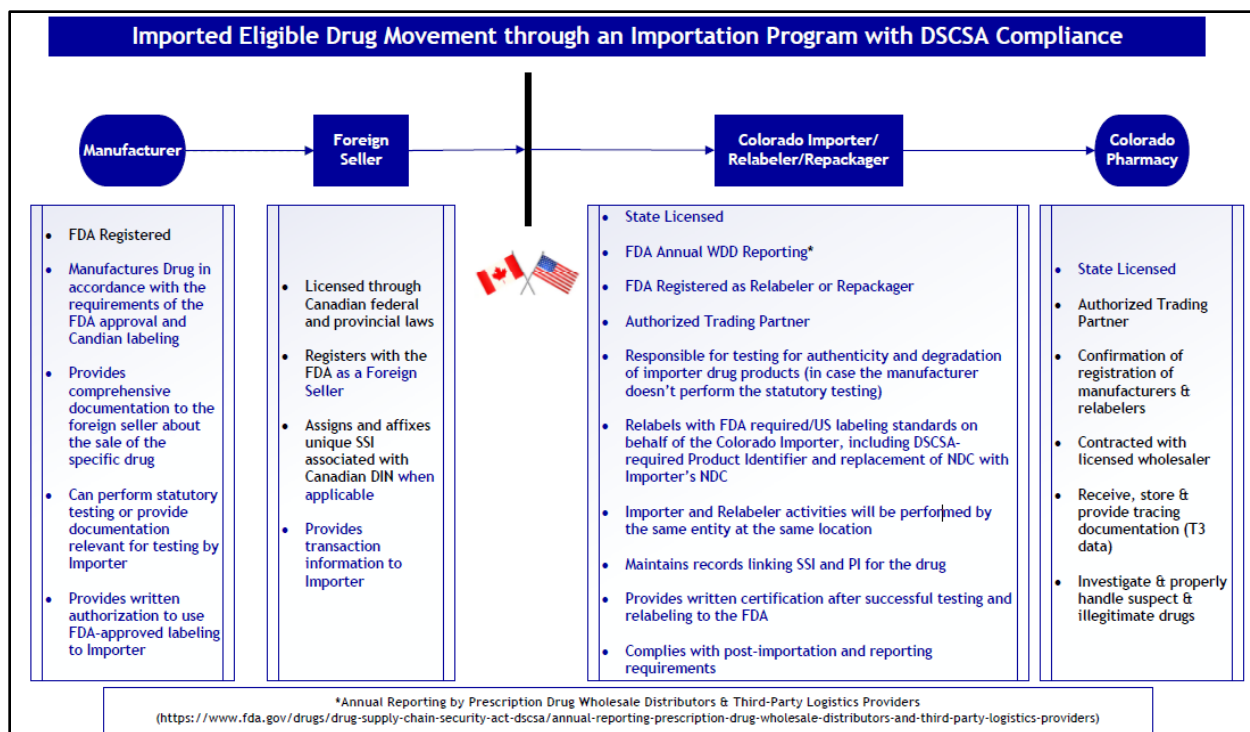 Imported Eligible Drug Movement through an Importation Program with DSCSA Compliance
Manufacturer
Foreign
Seller
Colorado Importer/
Relabeler/Repackager
Colorado
Pharmacy
• FDA Registered
• Manufactures Drug in
accordance with the
requirements of the
FDA approval and
Candian labeling
• Provides
comprehensive
documentation to the
foreign seller about
the sale of the
specific drug
• Can perform statutory
testing or provide
documentation
relevant for testing by
Importer
• Provides written
authorization to use
FDA-approved labeling
to Importer
• Licensed through
Canadian federal
and provincial laws
• Registers with the
FDA as a Foreign
Seller
• Assigns and affixes
unique SSI
associated with
Canadian DIN when
applicable
• Provides
transaction
information to
Importer
• State Licensed
• FDA Annual WDD Reporting*
• FDA Registered as Relabeler or Repackager
• Authorized Trading Partner
• Responsible for testing for authenticity and degradation
of importer drug products (in case the manufacturer
doesn't perform the statutory testing)
• Relabels with FDA required/US labeling standards on
behalf of the Colorado Importer, including DSCSA-
required Product Identifier and replacement of NDC with
Importer's NDC
• Importer and Relabeler activities will be performed by
the same entity at the same location
• Maintains records linking SSI and PI for the drug
• Provides written certification after successful testing and
relabeling to the FDA
• Complies with post-importation and reporting
requirements
• State Licensed
• Authorized Trading
Partner
• Confirmation of
registration of
manufacturers &
relabelers
• Contracted with
licensed wholesaler
• Receive, store &
provide tracing
documentation (T3
data)
• Investigate & properly
handle suspect &
illegitimate drugs
*Annual Reporting by Prescription Drug Wholesale Distributors & Third-Party Logistics Providers
(https://www.fda.gov/drugs/drug-supply-chain-security-act-dscsa/annual-reporting-prescription-drug-wholesale-distributors-and-third-party-logistics-providers)